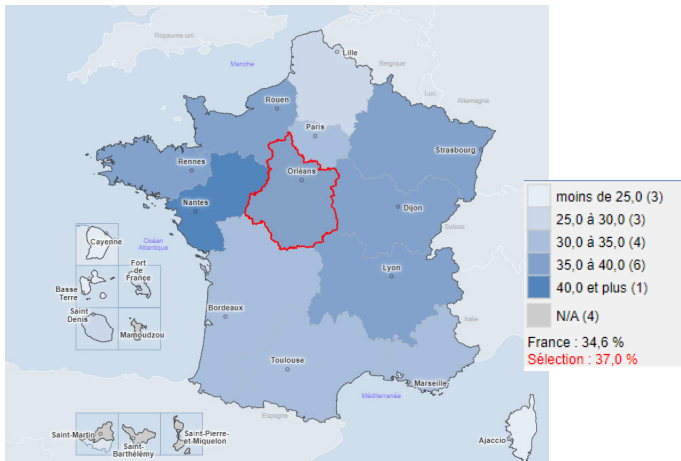 Royaume uni
Lille
Belgique
Manche
Lux.
Allemagne
Rouen
Paris
Strasbourg
Rennes
Orléans
Nantes
Dijon
Suisse
Cayenne
Océan
Atlantique
Fort
de
France
Lyon
Basse
Terre
Saint
Denis
Mamoudzou
Bordeaux
Italie
Toulouse
Marseille
Méditerranée
Espagne
Saint-Martin
Saint-
Barthélémy
Saint-Pierre-
et-Miquelon
Ajaccio
moins de 25,0 (3)
25,0 à 30,0 (3)
30,0 à 35,0 (4)
35,0 à 40,0 (6)
40,0 et plus (1)
N/A (4)
France : 34,6 %
Sélection : 37,0 %